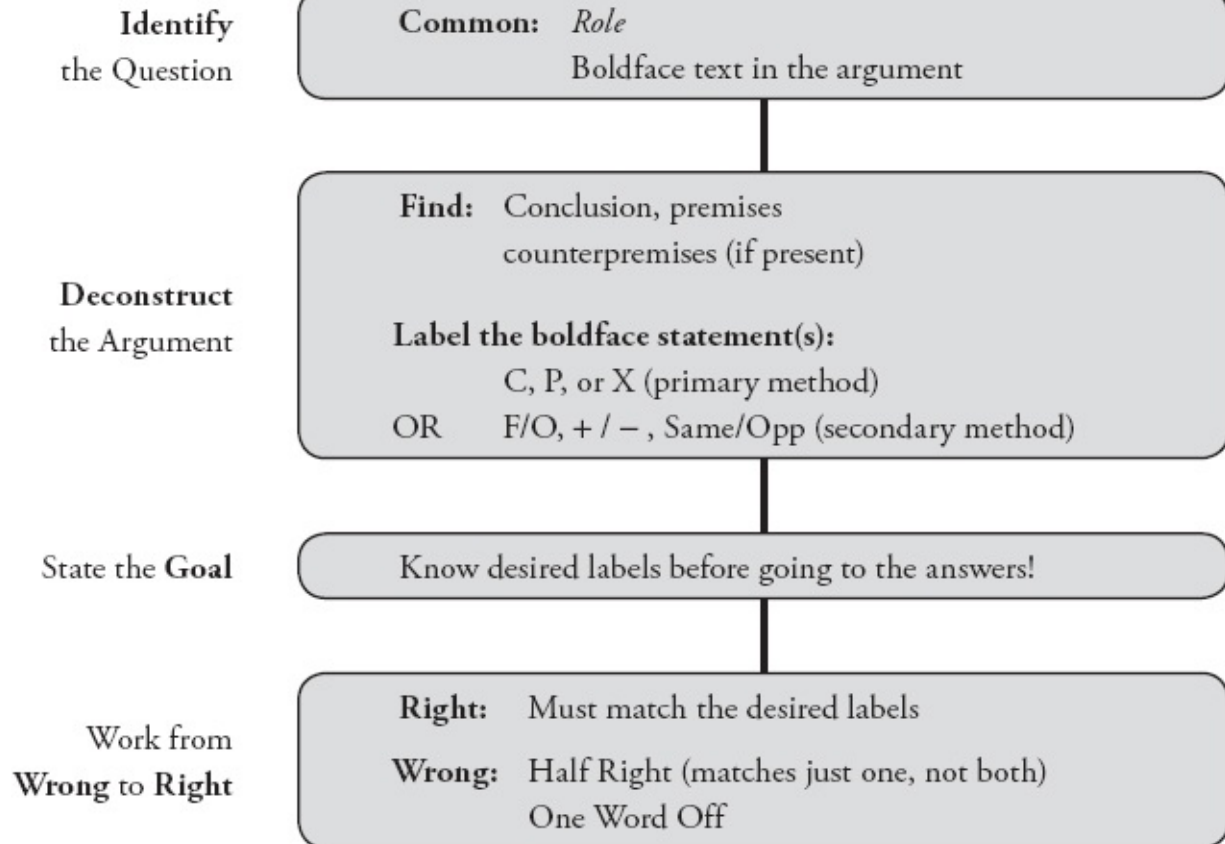 Identify
the Question
Common: Role
Boldface text in the argument
Deconstruct
the Argument
Find: Conclusion, premises
counterpremises (if present)
Label the boldface statement(s):
C, P, or X (primary method)
OR F/O, + / − , Same/Opp (secondary method)
State the Goal
Know desired labels before going to the answers!
Work from
Wrong to Right
Right: Must match the desired labels
Wrong: Half Right (matches just one, not both)
One Word Off